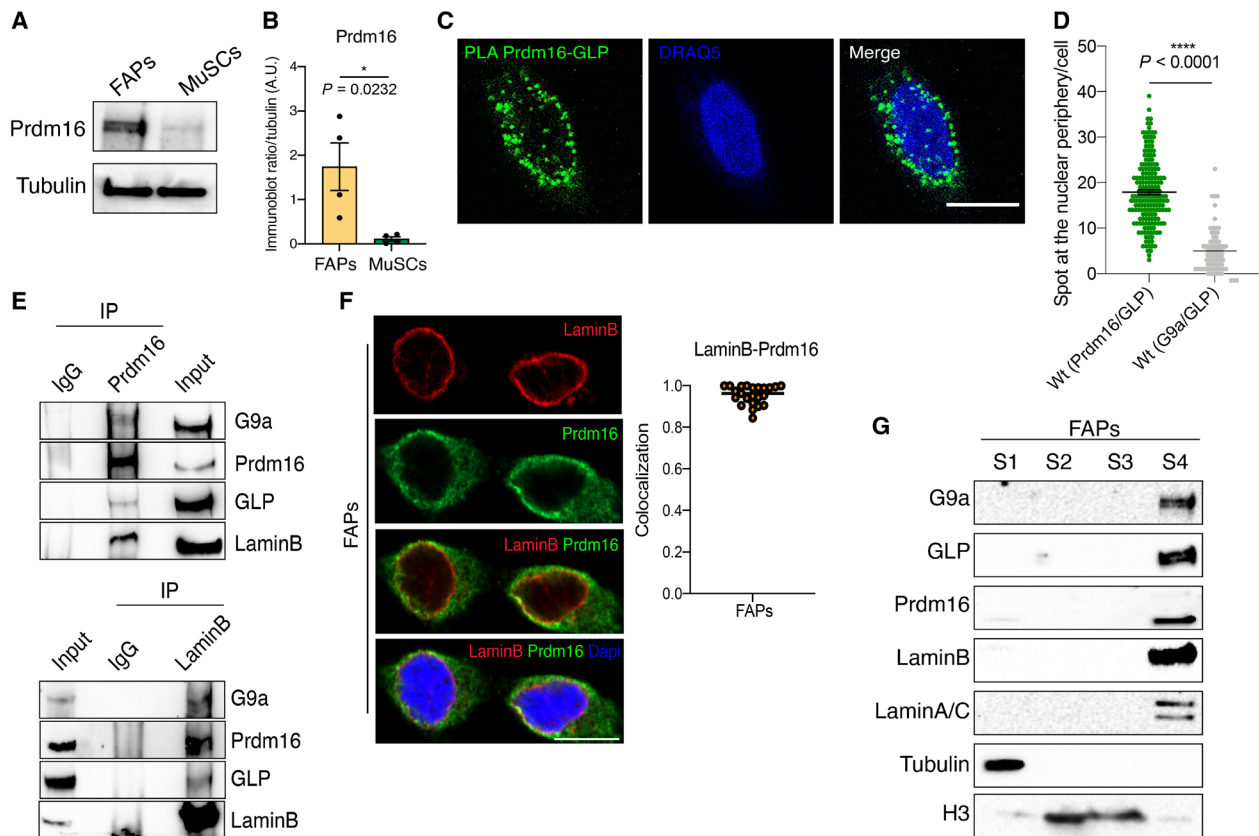 A
FAPs
MuSCs
Prdm16
Tubulin
B
Prdm16
Immunoblot ratio/tubulin (A.U.)
4
3
2
1
0
*
P = 0.0232
FAPs
MuSCs
C
PLA Prdm16-GLP
DRAQ5
Merge
D
Spot at the nuclear periphery/cell
50
40
30
20
10
0
****
P < 0.0001
Wt (Prdm16/GLP)
Wt (G9a/GLP)
E
IP
IgG
Prdm16
Input
G9a
Prdm16
GLP
LaminB
IP
Input
IgG
LaminB
G9a
Prdm16
GLP
LaminB
F
FAPs
LaminB
Prdm16
LaminB Prdm16
LaminB Prdm16 Dapi
LaminB-Prdm16
Colocalization
1.0
0.8
0.6
0.4
0.2
0.0
FAPs
G
FAPs
S1 S2 S3 S4
G9a
GLP
Prdm16
LaminB
LaminA/C
Tubulin
H3